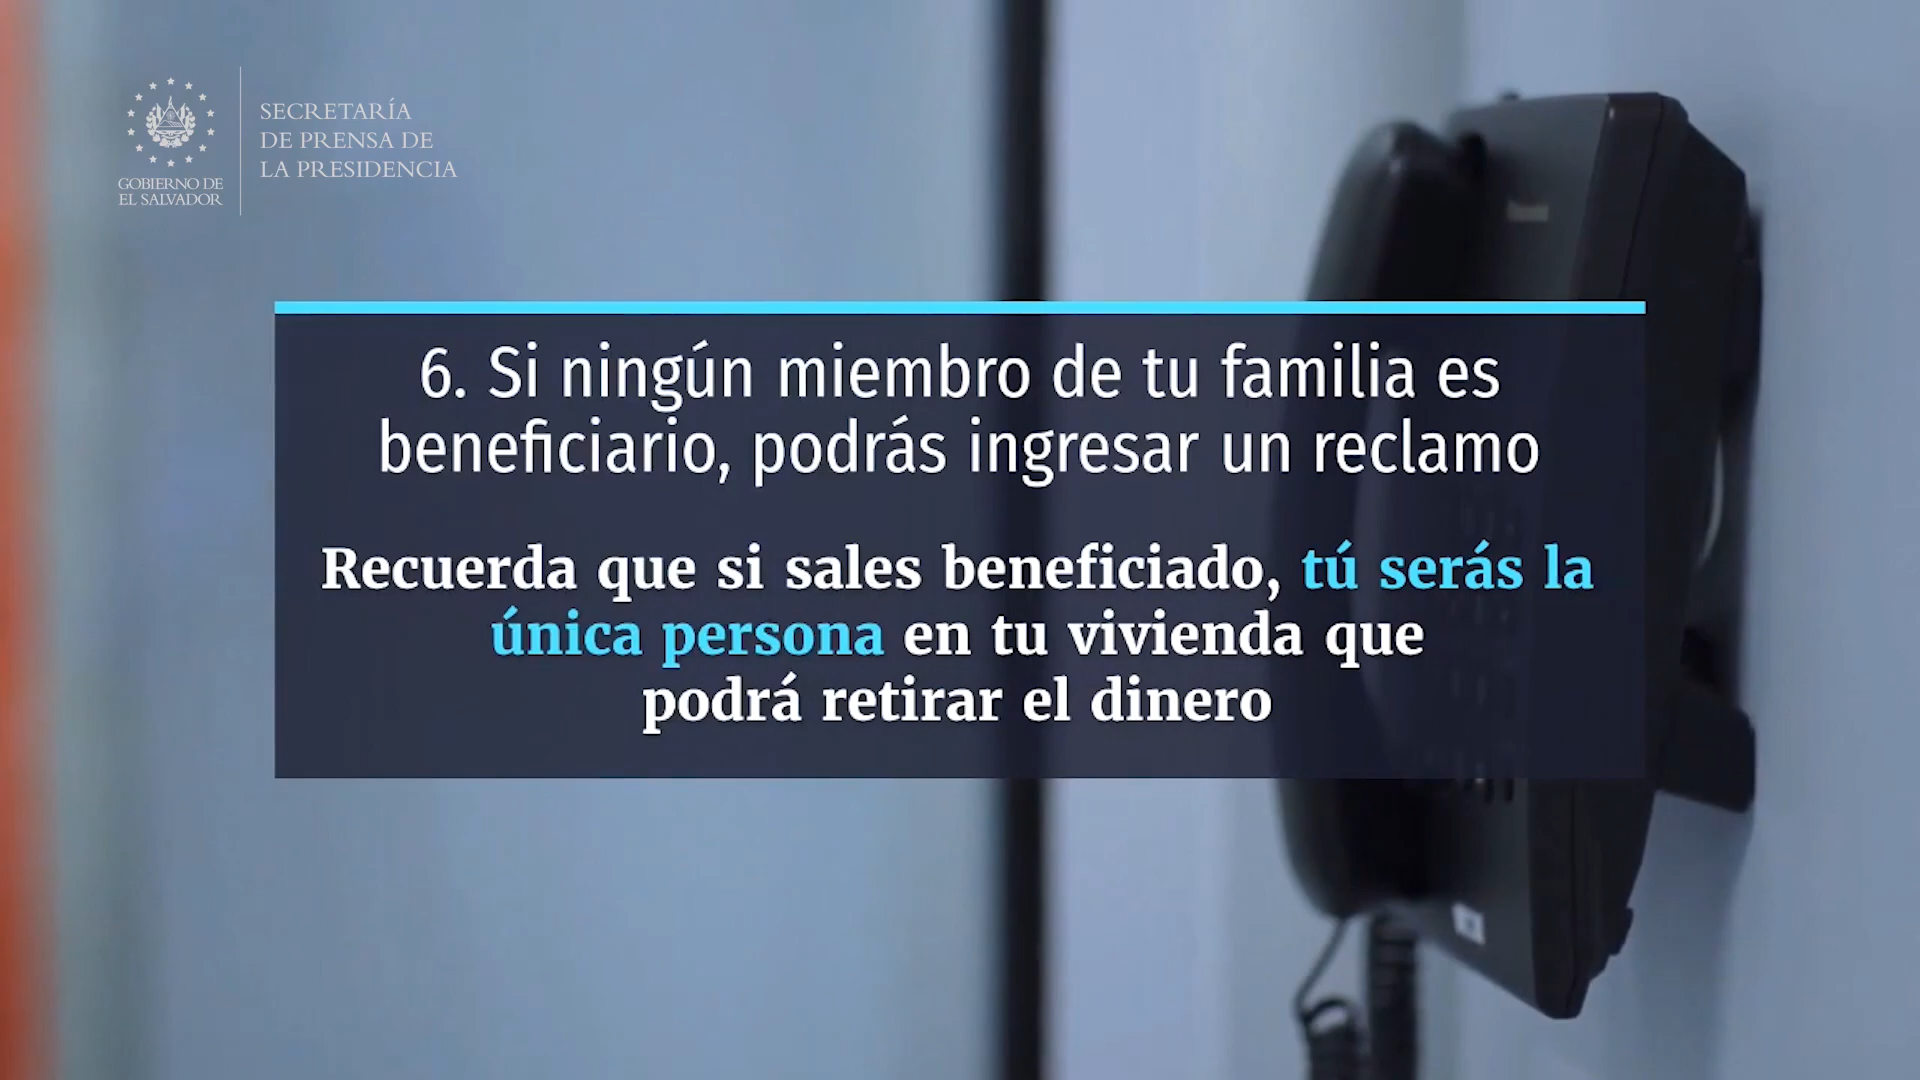 SECRETARÍA
DE PRENSA DE
LA PRESIDENCIA
GOBIERNO DE
EL SALVADOR
6. Si ningún miembro de tu familia es
beneficiario, podrás ingresar un reclamo
Recuerda que si sales beneficiado, tú serás la
única persona en tu vivienda que
podrá retirar el dinero